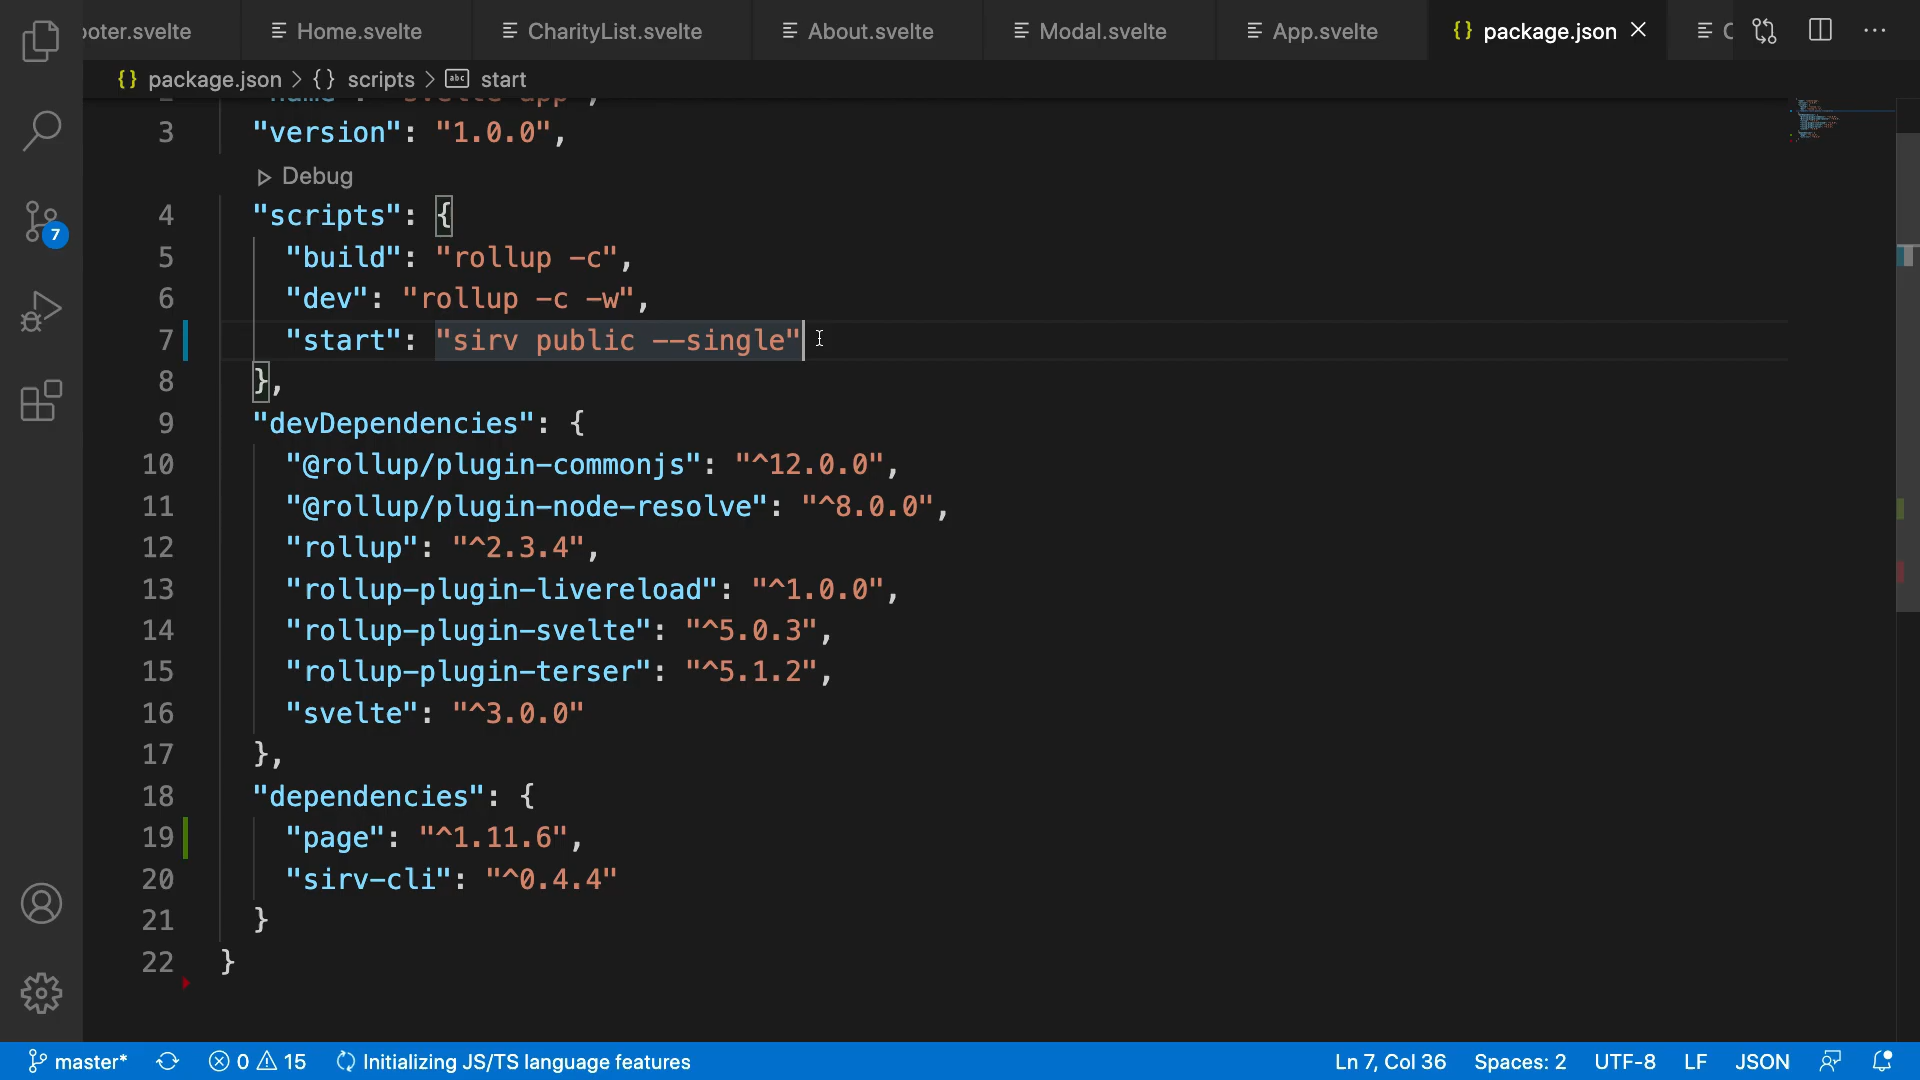 oter.svelte Home.svelte CharityList.svelte About.svelte Modal.svelte App.svelte {} package.json
{} package.json > {} scripts > abc start
3 "version": "1.0.0",
Debug
4 "scripts": {
5 "build": "rollup -c",
6 "dev": "rollup -c -w",
7 "start": "sirv public --single"
8 },
9 "devDependencies": {
10 "@rollup/plugin-commonjs": "^12.0.0",
11 "@rollup/plugin-node-resolve": "^8.0.0",
12 "rollup": "^2.3.4",
13 "rollup-plugin-livereload": "^1.0.0",
14 "rollup-plugin-svelte": "^5.0.3",
15 "rollup-plugin-terser": "^5.1.2",
16 "svelte": "^3.0.0"
17 },
18 "dependencies": {
19 "page": "^1.11.6",
20 "sirv-cli": "^0.4.4"
21 }
22 }
7
master* 0 15 Initializing JS/TS language features Ln 7, Col 36 Spaces: 2 UTF-8 LF JSON